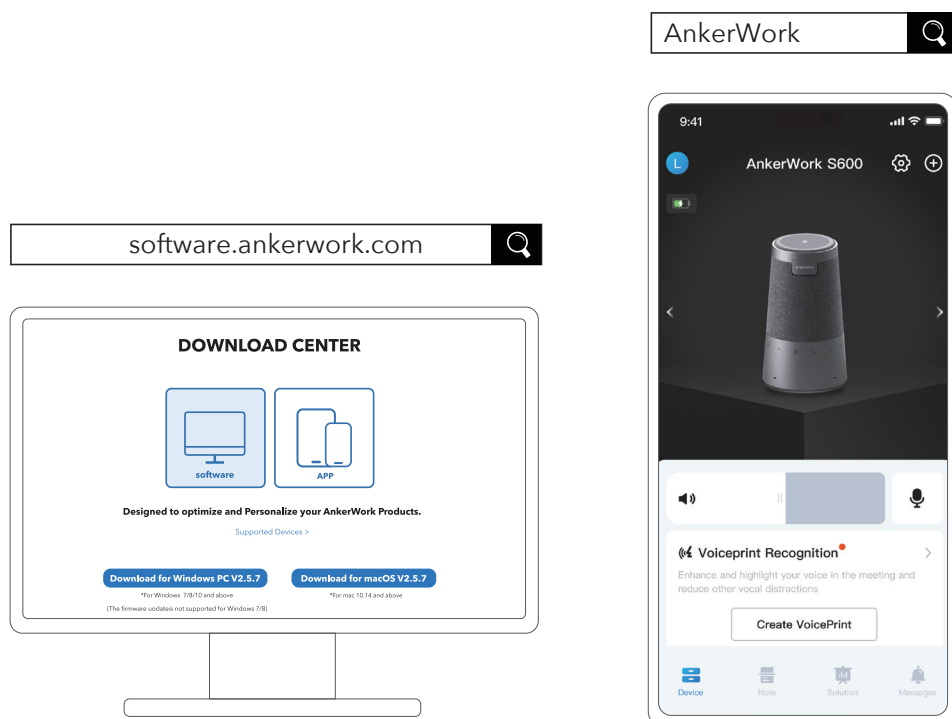 AnkerWork
9:41
L
AnkerWork S600
software.ankerwork.com
DOWNLOAD CENTER
software
APP
Designed to optimize and Personalize your AnkerWork Products.
Supported Devices >
Download for Windows PC V2.5.7
Download for macOS V2.5.7
*For Windows 7/8/10 and above
*For mac 10.14 and above
(The firmware uodateis not supported for Windows 7/8)
Voiceprint Recognition
Enhance and highlight your voice in the meeting and
reduce other vocal distractions
Create VoicePrint
Device
Note
Solution
Messages